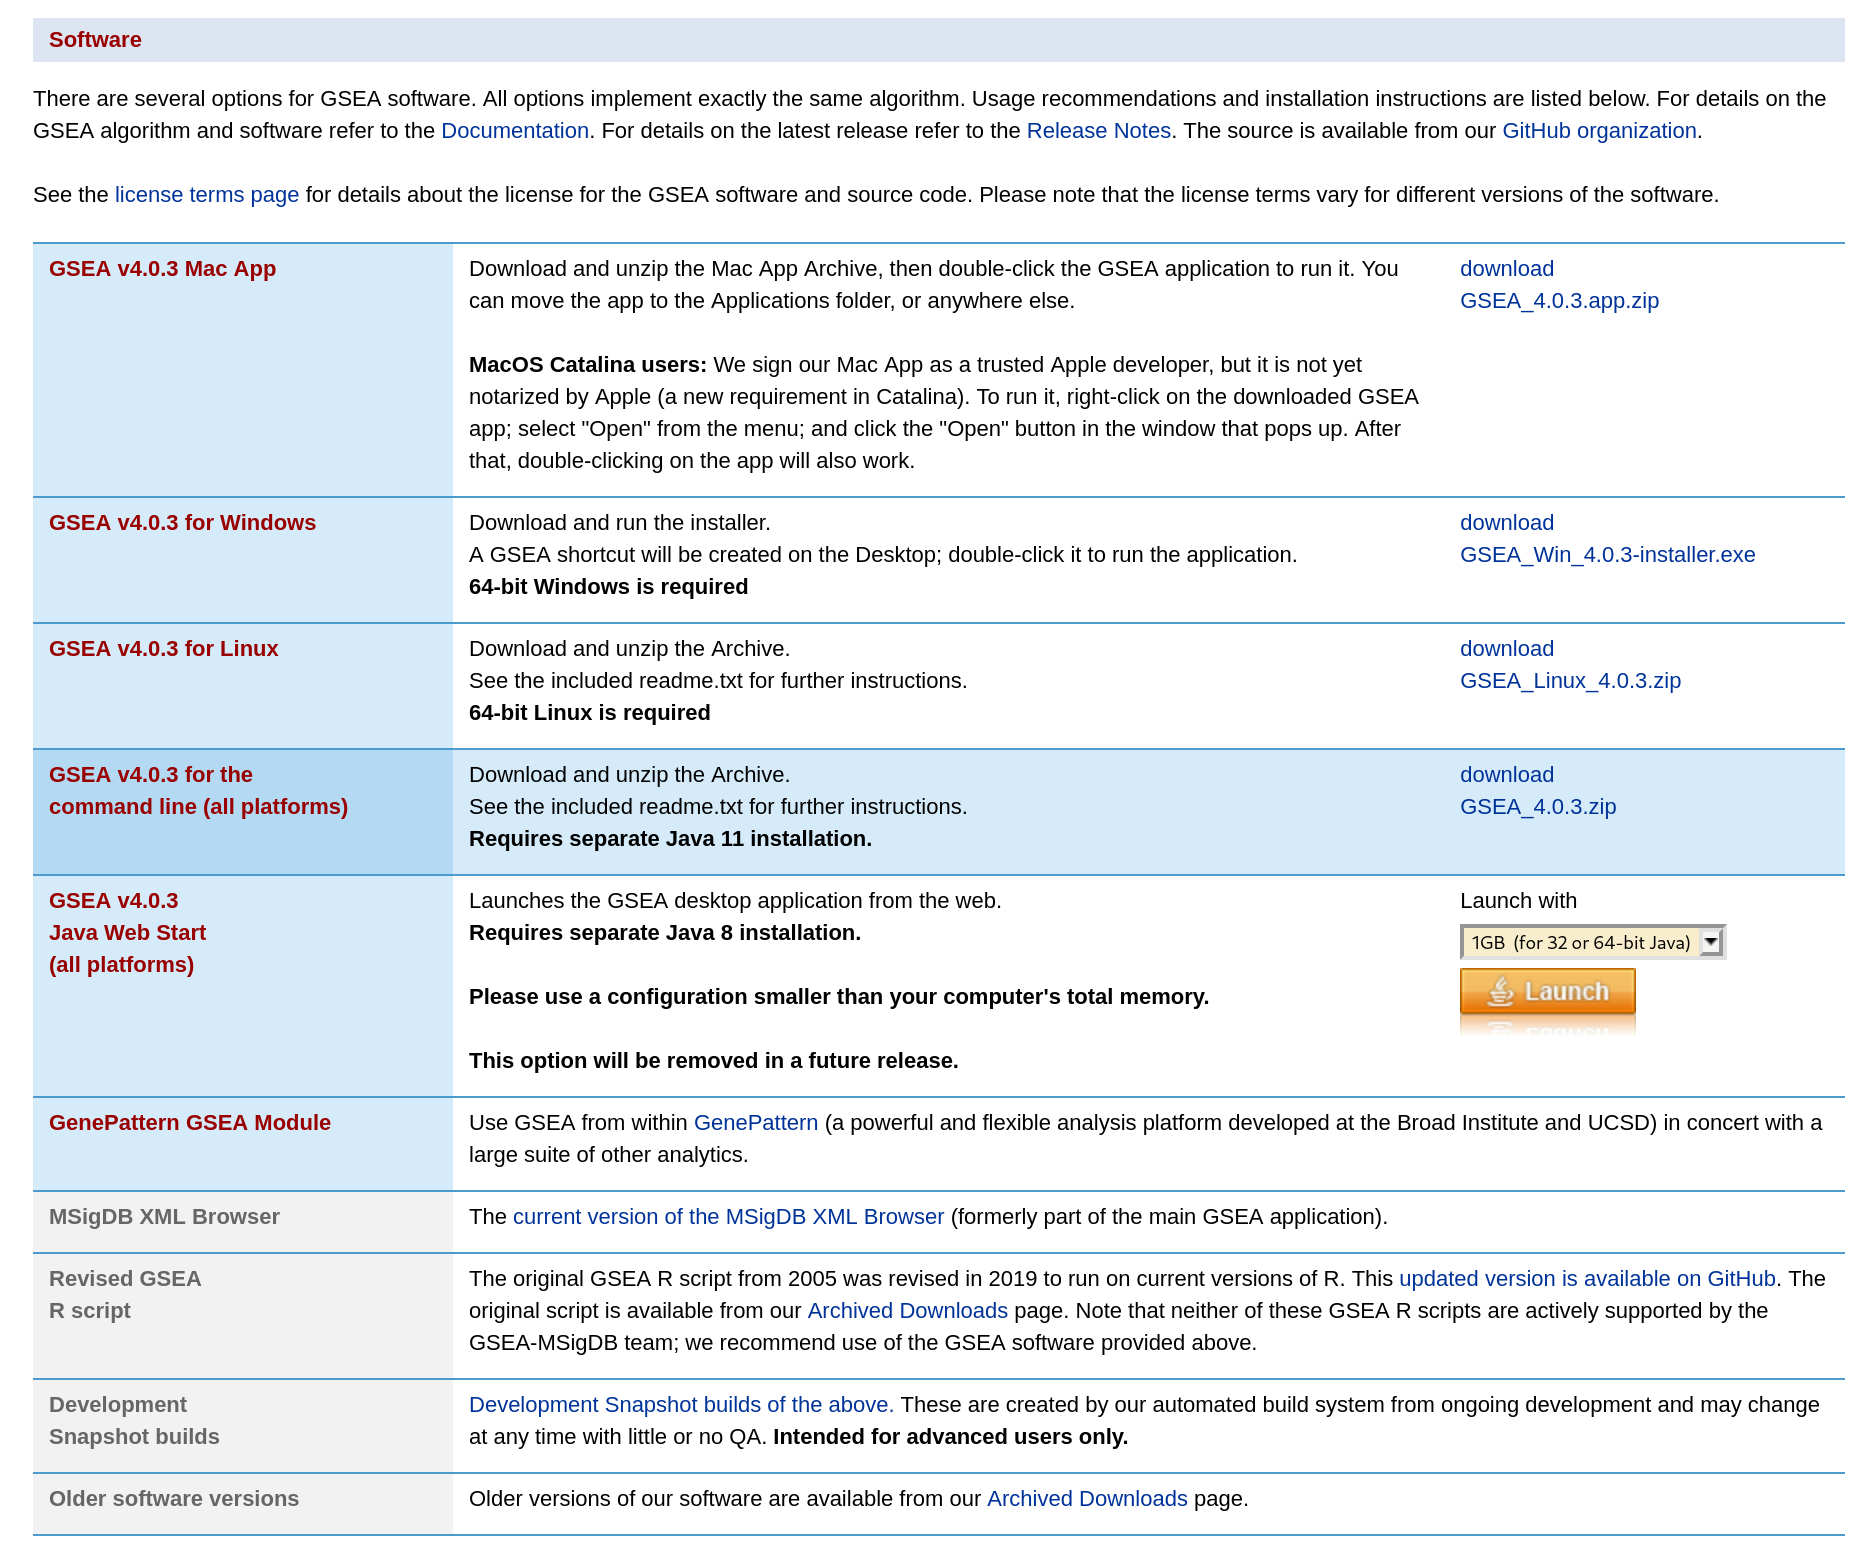 Software
There are several options for GSEA software. All options implement exactly the same algorithm. Usage recommendations and installation instructions are listed below. For details on the
GSEA algorithm and software refer to the Documentation. For details on the latest release refer to the Release Notes. The source is available from our GitHub organization.
See the license terms page for details about the license for the GSEA software and source code. Please note that the license terms vary for different versions of the software.
GSEA v4.0.3 Mac App
Download and unzip the Mac App Archive, then double-click the GSEA application to run it. You
can move the app to the Applications folder, or anywhere else.
MacOS Catalina users: We sign our Mac App as a trusted Apple developer, but it is not yet
notarized by Apple (a new requirement in Catalina). To run it, right-click on the downloaded GSEA
app; select "Open" from the menu; and click the "Open" button in the window that pops up. After
that, double-clicking on the app will also work.
download
GSEA_4.0.3.app.zip
GSEA v4.0.3 for Windows
Download and run the installer.
A GSEA shortcut will be created on the Desktop; double-click it to run the application.
64-bit Windows is required
download
GSEA_Win_4.0.3-installer.exe
GSEA v4.0.3 for Linux
Download and unzip the Archive.
See the included readme.txt for further instructions.
64-bit Linux is required
download
GSEA_Linux_4.0.3.zip
GSEA v4.0.3 for the
command line (all platforms)
Download and unzip the Archive.
See the included readme.txt for further instructions.
Requires separate Java 11 installation.
download
GSEA_4.0.3.zip
GSEA v4.0.3
Java Web Start
(all platforms)
Launches the GSEA desktop application from the web.
Requires separate Java 8 installation.
Please use a configuration smaller than your computer's total memory.
This option will be removed in a future release.
Launch with
1GB (for 32 or 64-bit Java)
Launch
GenePattern GSEA Module
Use GSEA from within GenePattern (a powerful and flexible analysis platform developed at the Broad Institute and UCSD) in concert with a
large suite of other analytics.
MSigDB XML Browser
The current version of the MSigDB XML Browser (formerly part of the main GSEA application).
Revised GSEA
R script
The original GSEA R script from 2005 was revised in 2019 to run on current versions of R. This updated version is available on GitHub. The
original script is available from our Archived Downloads page. Note that neither of these GSEA R scripts are actively supported by the
GSEA-MSigDB team; we recommend use of the GSEA software provided above.
Development
Snapshot builds
Development Snapshot builds of the above. These are created by our automated build system from ongoing development and may change
at any time with little or no QA. Intended for advanced users only.
Older software versions
Older versions of our software are available from our Archived Downloads page.